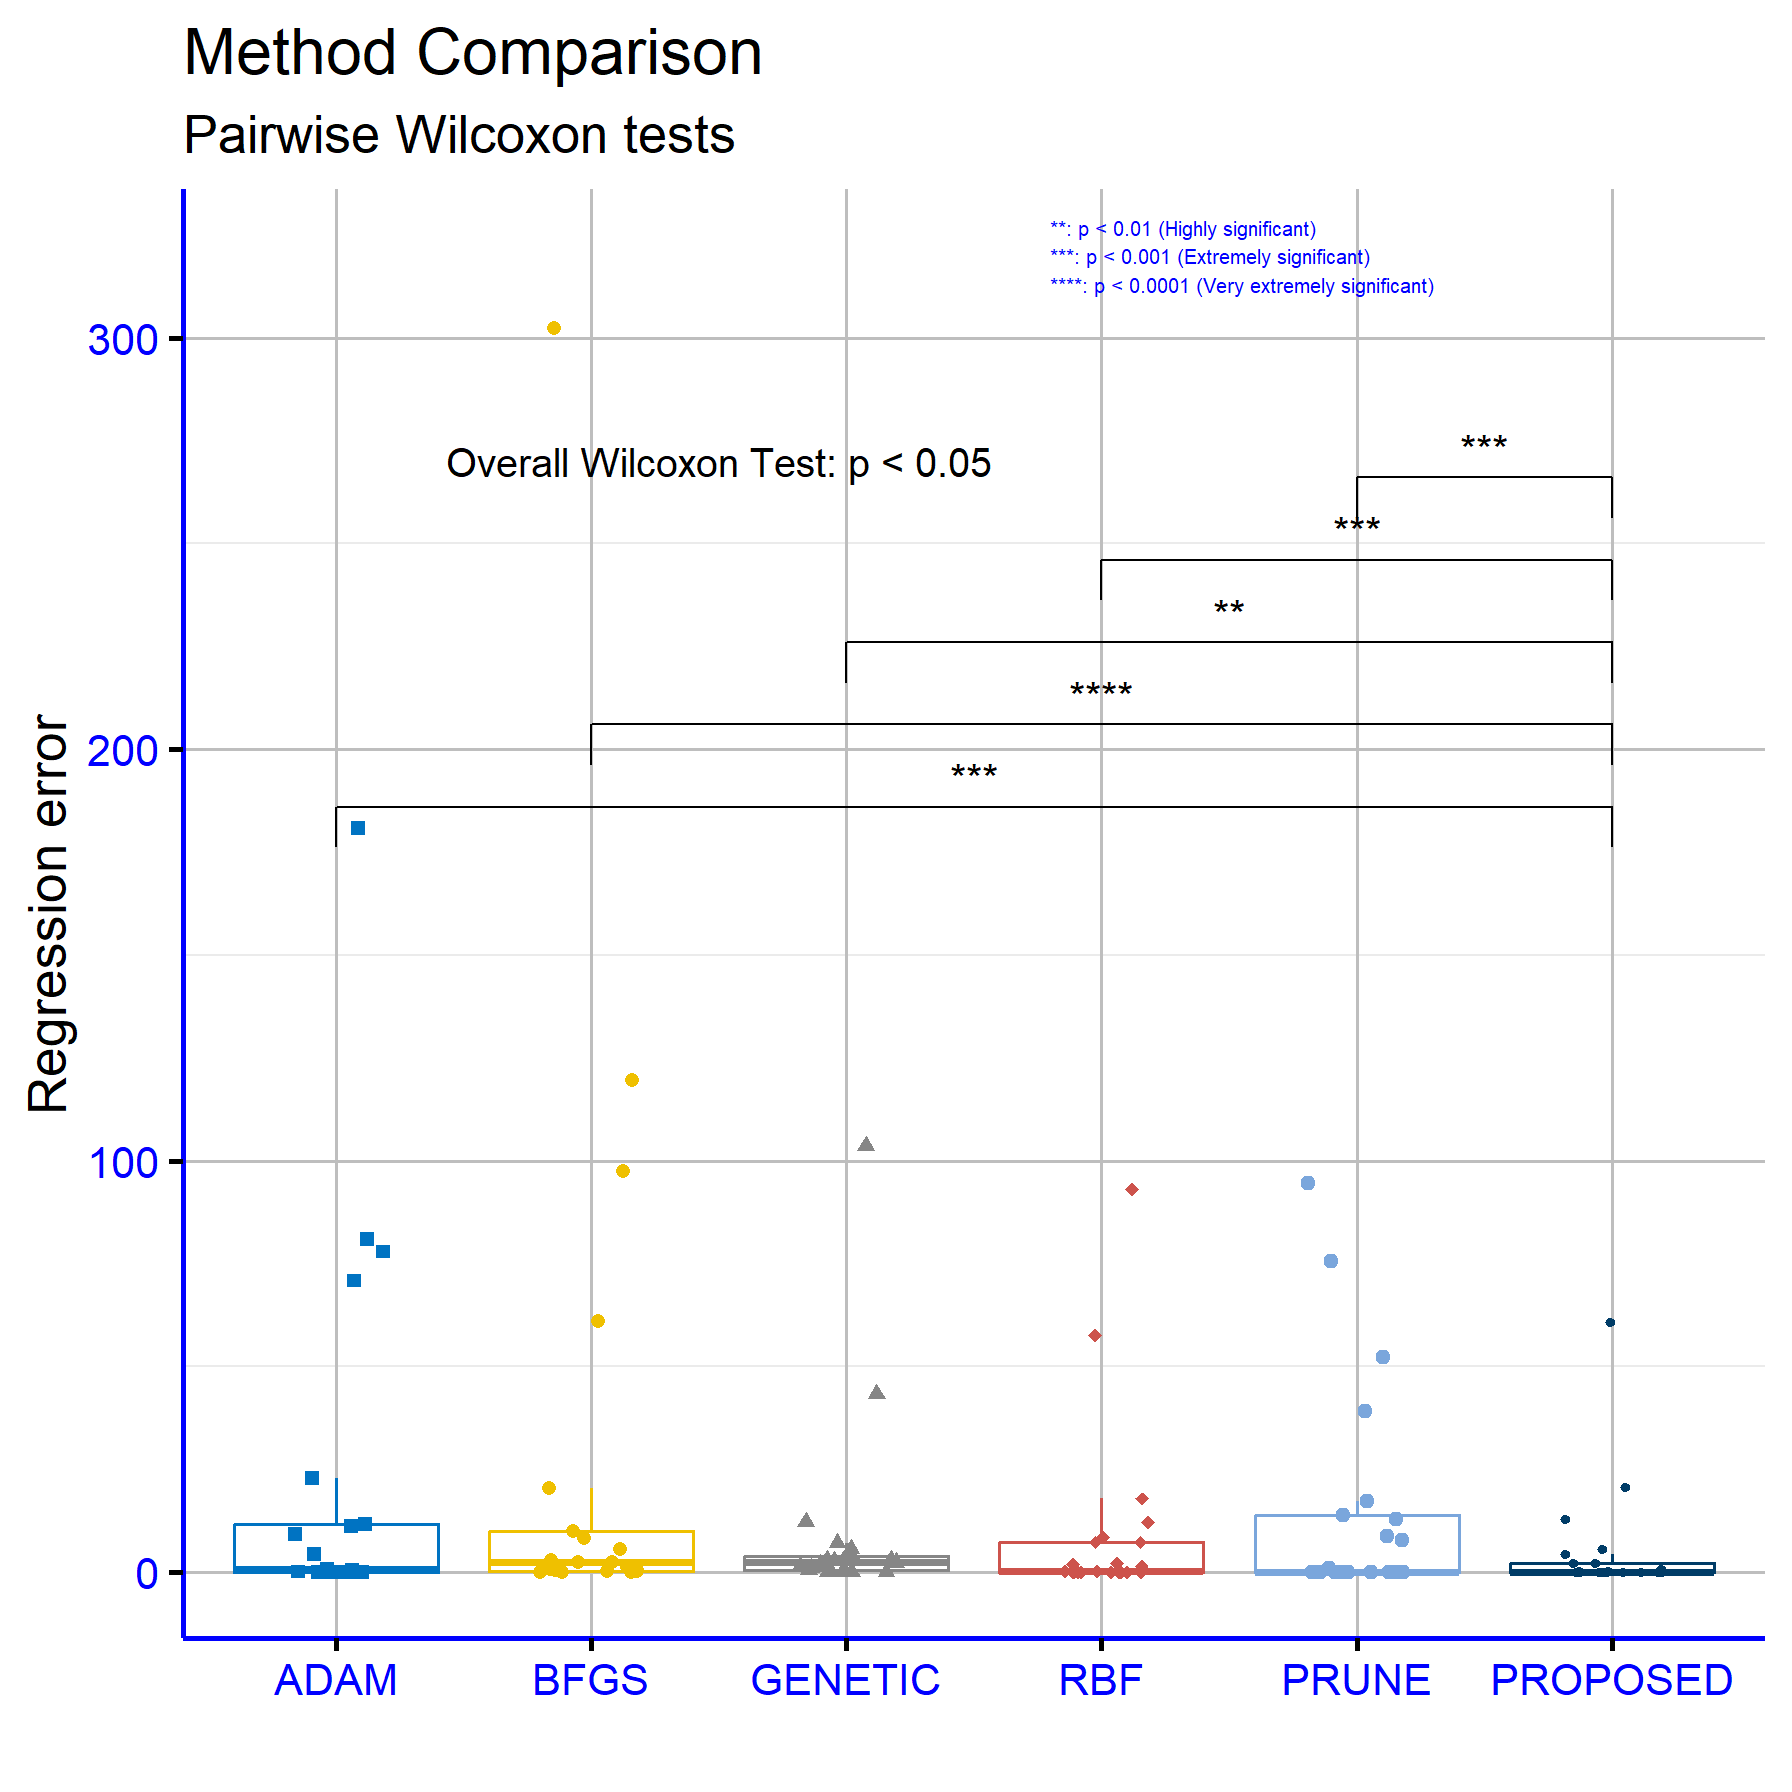 Method Comparison
Pairwise Wilcoxon tests
**: p < 0.01 (Highly significant)
***: p < 0.001 (Extremely significant)
****: p < 0.0001 (Very extremely significant)
300
Overall Wilcoxon Test: p < 0.05
***
***
**
****
200
***
Regression error
100
0
ADAM BFGS GENETIC RBF PRUNE PROPOSED